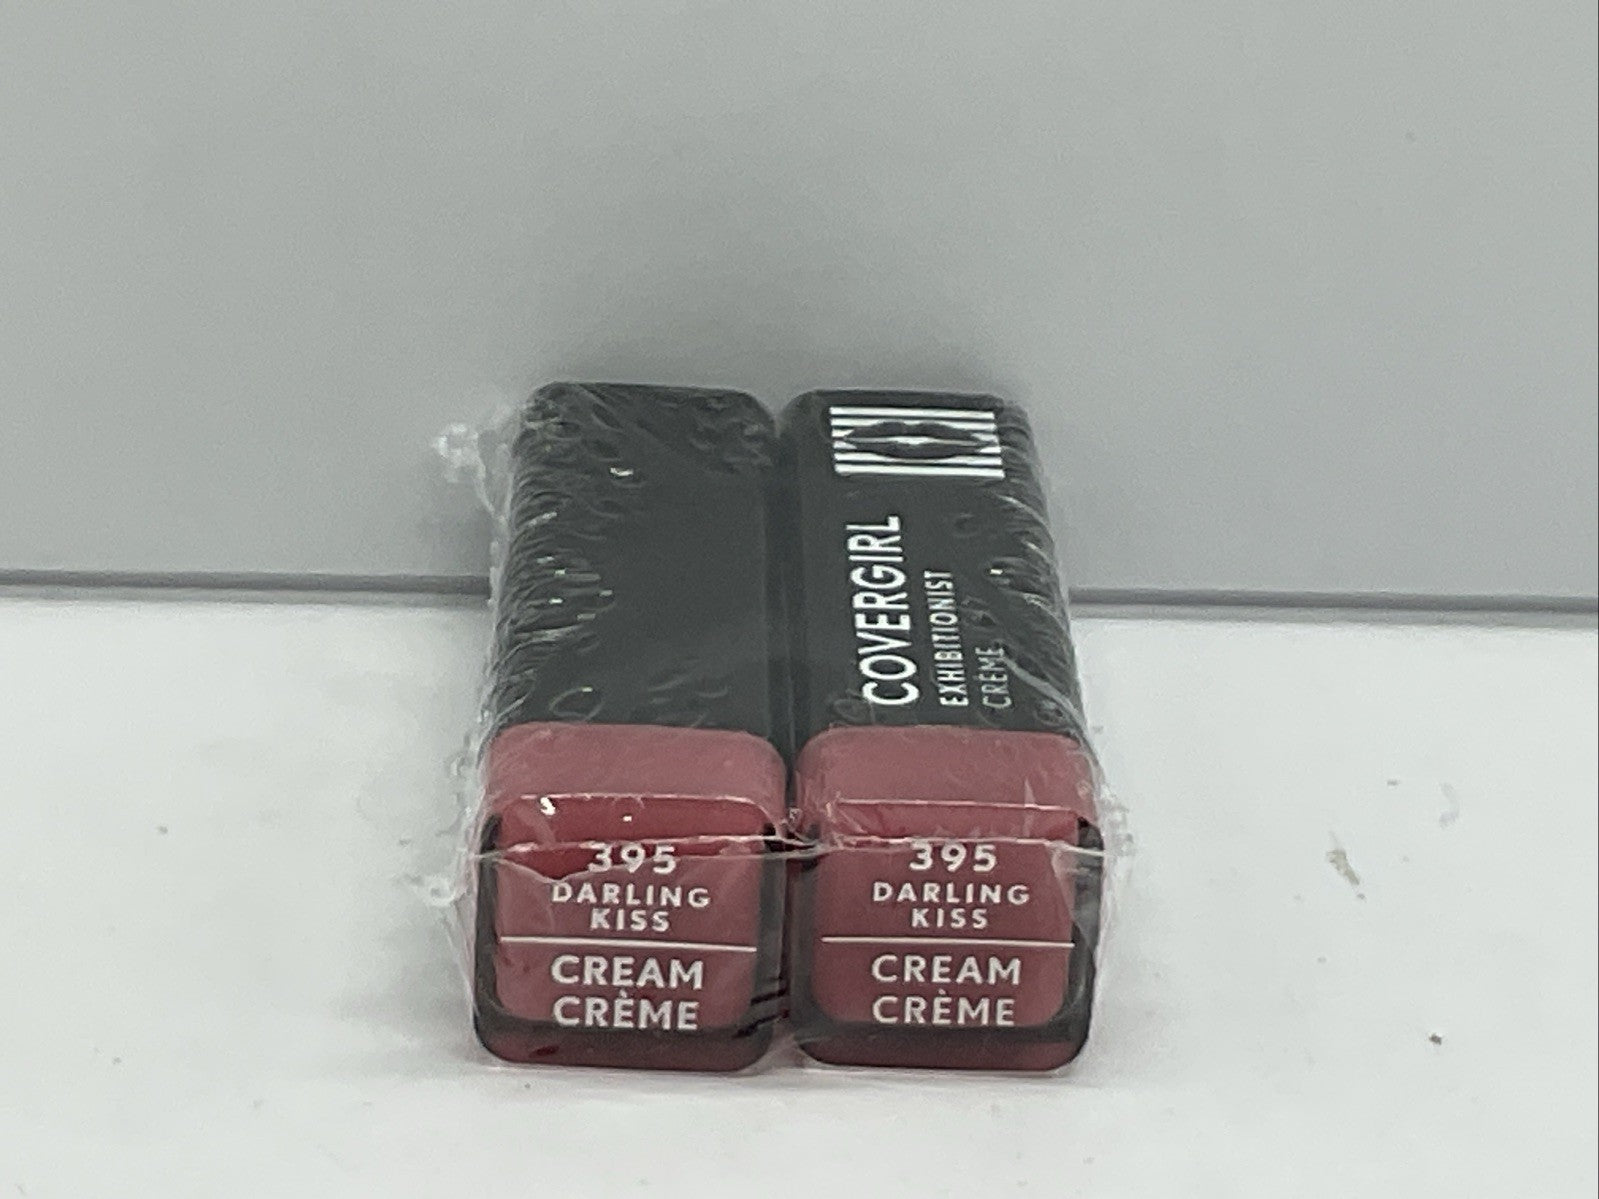 COVERGIRL
EXHIBITIONIST
CRÈME
395
DARLING
KISS
CREAM
CRÈME
395
DARLING
KISS
CREAM
CRÈME